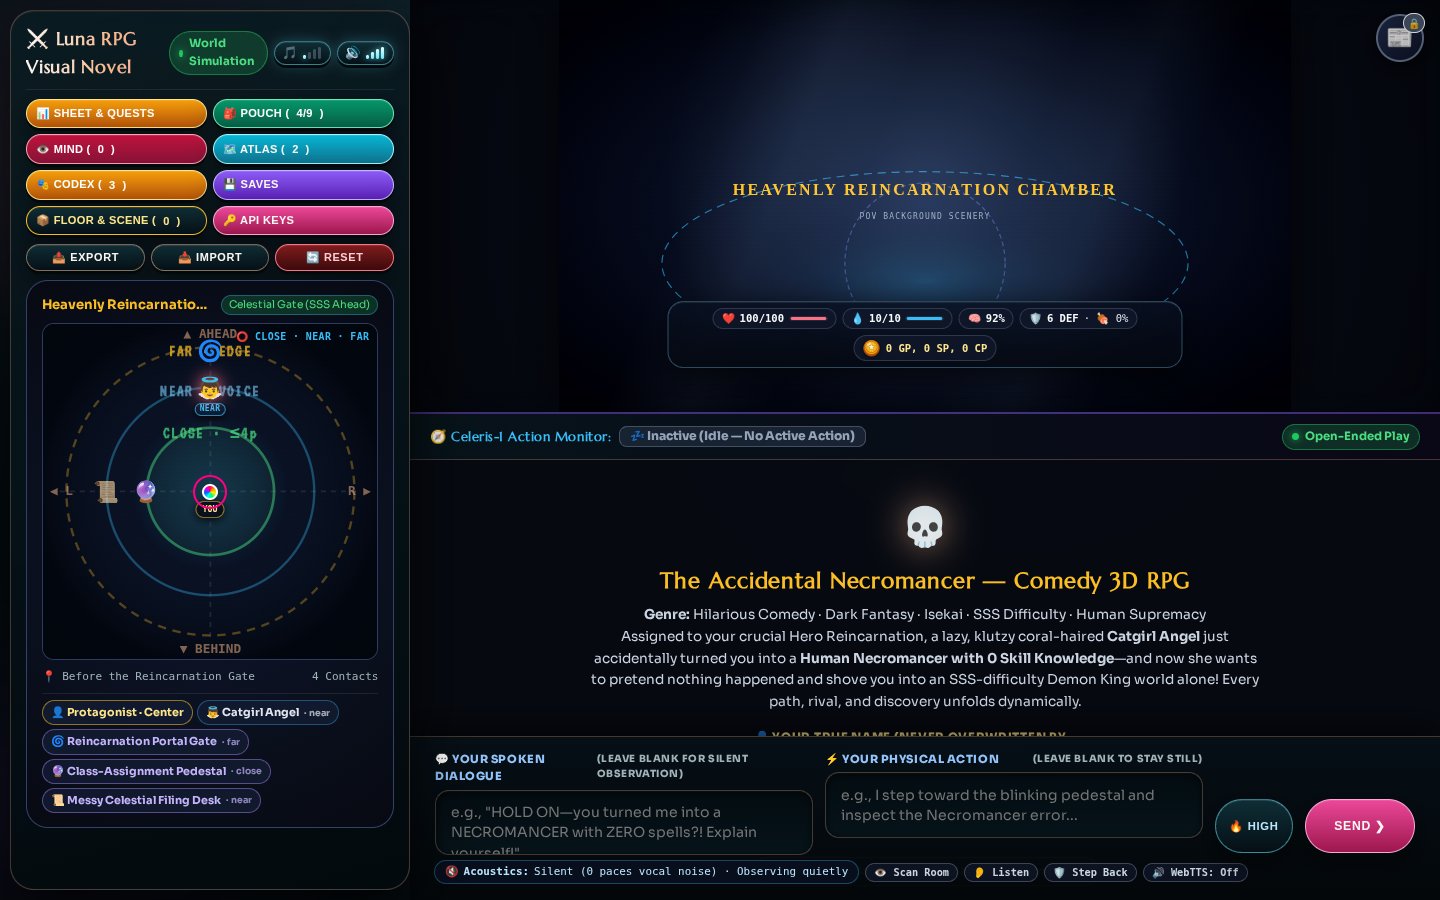 Luna RPG
Visual Novel
World
Simulation
SHEET & QUESTS
POUCH ( 4/9 )
MIND ( 0 )
ATLAS ( 2 )
CODEX ( 3 )
SAVES
FLOOR & SCENE ( 0 )
API KEYS
EXPORT
IMPORT
RESET
Heavenly Reincarnatio...
Celestial Gate (SSS Ahead)
▲ AHEAD
CLOSE · NEAR · FAR
FAR EDGE
NEAR VOICE
NEAR
CLOSE · ≤4p
◄ L
R ►
YOU
▼ BEHIND
Before the Reincarnation Gate
4 Contacts
Protagonist · Center
Catgirl Angel · near
Reincarnation Portal Gate · far
Class-Assignment Pedestal · close
Messy Celestial Filing Desk · near
HEAVENLY REINCARNATION CHAMBER
POV BACKGROUND SCENERY
100/100
10/10
92%
6 DEF · 0%
0 GP, 0 SP, 0 CP
Celeris-I Action Monitor:
Inactive (Idle — No Active Action)
Open-Ended Play
The Accidental Necromancer — Comedy 3D RPG
Genre: Hilarious Comedy · Dark Fantasy · Isekai · SSS Difficulty · Human Supremacy
Assigned to your crucial Hero Reincarnation, a lazy, klutzy coral-haired Catgirl Angel just
accidentally turned you into a Human Necromancer with 0 Skill Knowledge—and now she wants
to pretend nothing happened and shove you into an SSS-difficulty Demon King world alone! Every
path, rival, and discovery unfolds dynamically.
YOUR TRUE NAME (NEVER OVERWRITTEN BY
YOUR SPOKEN
DIALOGUE
(LEAVE BLANK FOR SILENT
OBSERVATION)
e.g., "HOLD ON—you turned me into a
NECROMANCER with ZERO spells?! Explain
yourself!"
YOUR PHYSICAL ACTION
(LEAVE BLANK TO STAY STILL)
e.g., I step toward the blinking pedestal and
inspect the Necromancer error...
HIGH
SEND ❯
Acoustics: Silent (0 paces vocal noise) · Observing quietly
Scan Room
Listen
Step Back
WebTTS: Off